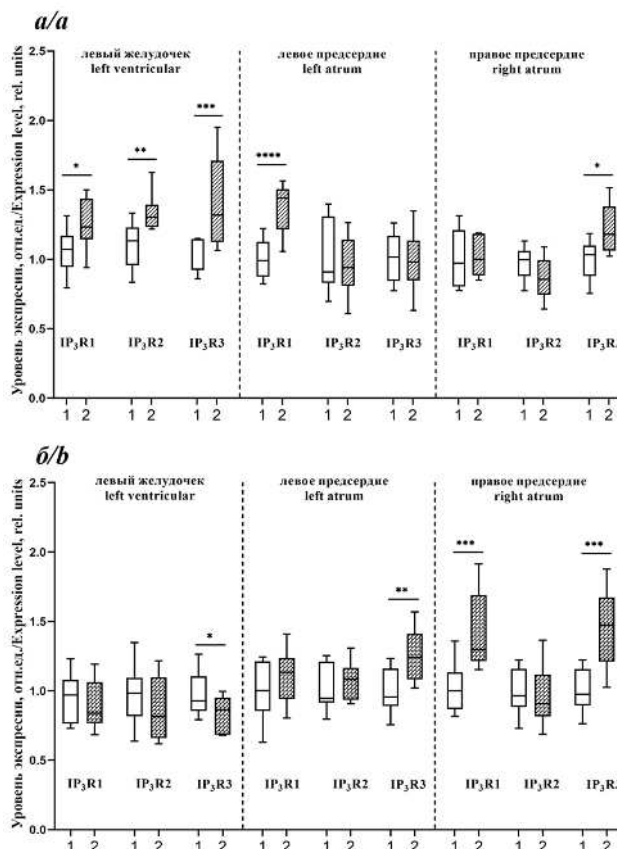 а/a
Уровень экспресии, отн.ед./Expression level, rel. units
2.5
2.0
1.5
1.0
0.5
0.0
левый желудочек
left ventricular
левое предсердие
left atrum
правое предсердие
right atrum
* ** *** **** *
IP₃R1 IP₃R2 IP₃R3 IP₃R1 IP₃R2 IP₃R3 IP₃R1 IP₃R2 IP₃R3
1 2 1 2 1 2 1 2 1 2 1 2 1 2 1 2 1 2
б/b
Уровень экспресии, отн.ед./Expression level, rel. units
2.5
2.0
1.5
1.0
0.5
0.0
левый желудочек
left ventricular
левое предсердие
left atrum
правое предсердие
right atrum
* ** *** ***
IP₃R1 IP₃R2 IP₃R3 IP₃R1 IP₃R2 IP₃R3 IP₃R1 IP₃R2 IP₃R3
1 2 1 2 1 2 1 2 1 2 1 2 1 2 1 2 1 2